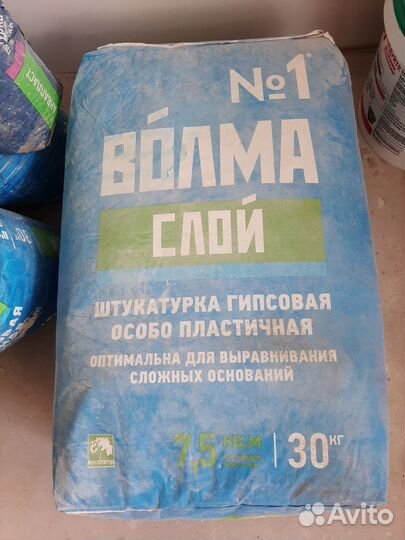 №1
ВОЛМА
СЛОЙ
ШТУКАТУРКА ГИПСОВАЯ
ОСОБО ПЛАСТИЧНАЯ
ОПТИМАЛЬНА ДЛЯ ВЫРАВНИВАНИЯ
СЛОЖНЫХ ОСНОВАНИЙ
7,5 КВ.М
30 КГ
Avito